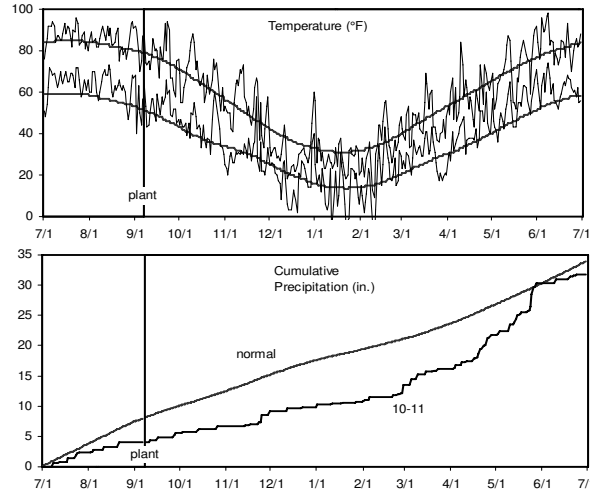 Temperature (°F)
100
80
60
40
20
0
plant
7/1 8/1 9/1 10/1 11/1 12/1 1/1 2/1 3/1 4/1 5/1 6/1 7/1
Cumulative
Precipitation (in.)
35
30
25
20
15
10
5
0
normal
10-11
plant
7/1 8/1 9/1 10/1 11/1 12/1 1/1 2/1 3/1 4/1 5/1 6/1 7/